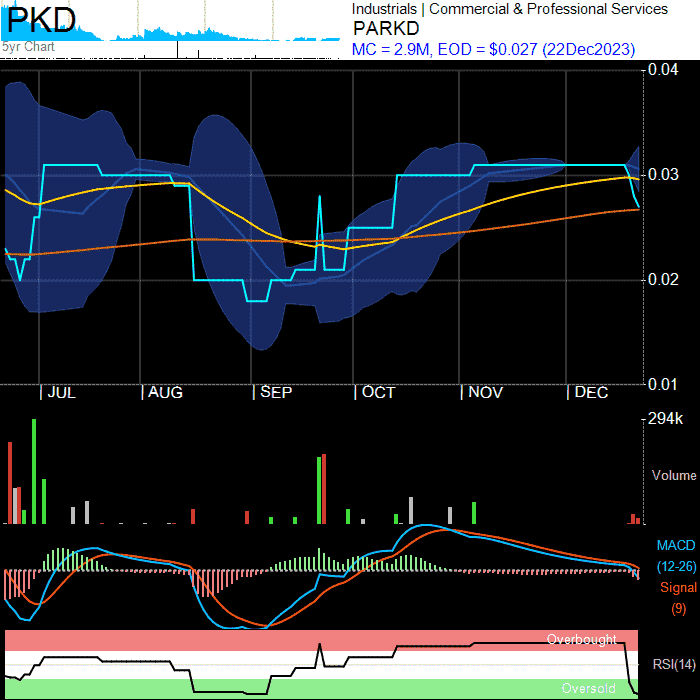 PKD
5yr Chart
Industrials | Commercial & Professional Services
PARKD
MC = 2.9M, EOD = $0.027 (22Dec2023)
0.04
0.03
0.02
0.01
JUL
AUG
SEP
OCT
NOV
DEC
294k
Volume
MACD
(12-26)
Signal
(9)
Overbought
RSI(14)
Oversold